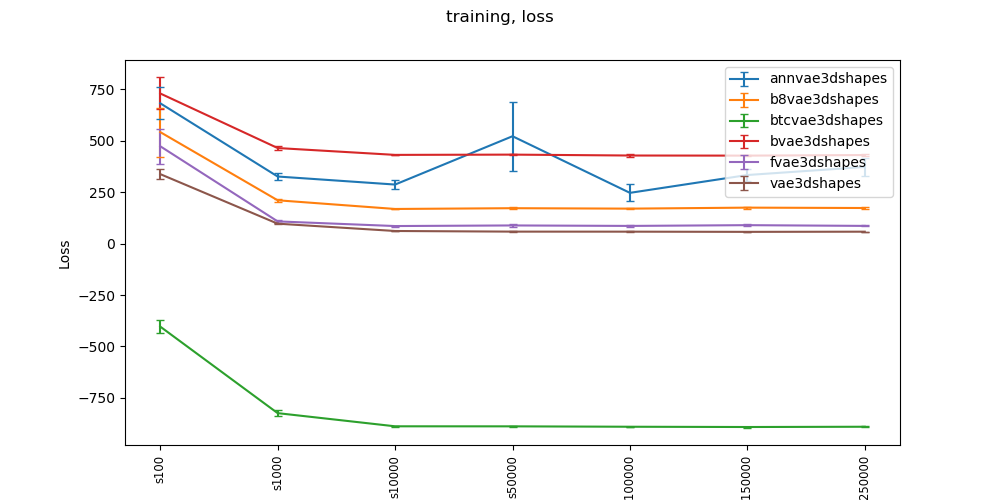 training, loss
annvae3dshapes
b8vae3dshapes
btcvae3dshapes
bvae3dshapes
fvae3dshapes
vae3dshapes
Loss
750
500
250
0
−250
−500
−750
s100
s1000
s10000
s50000
100000
150000
250000